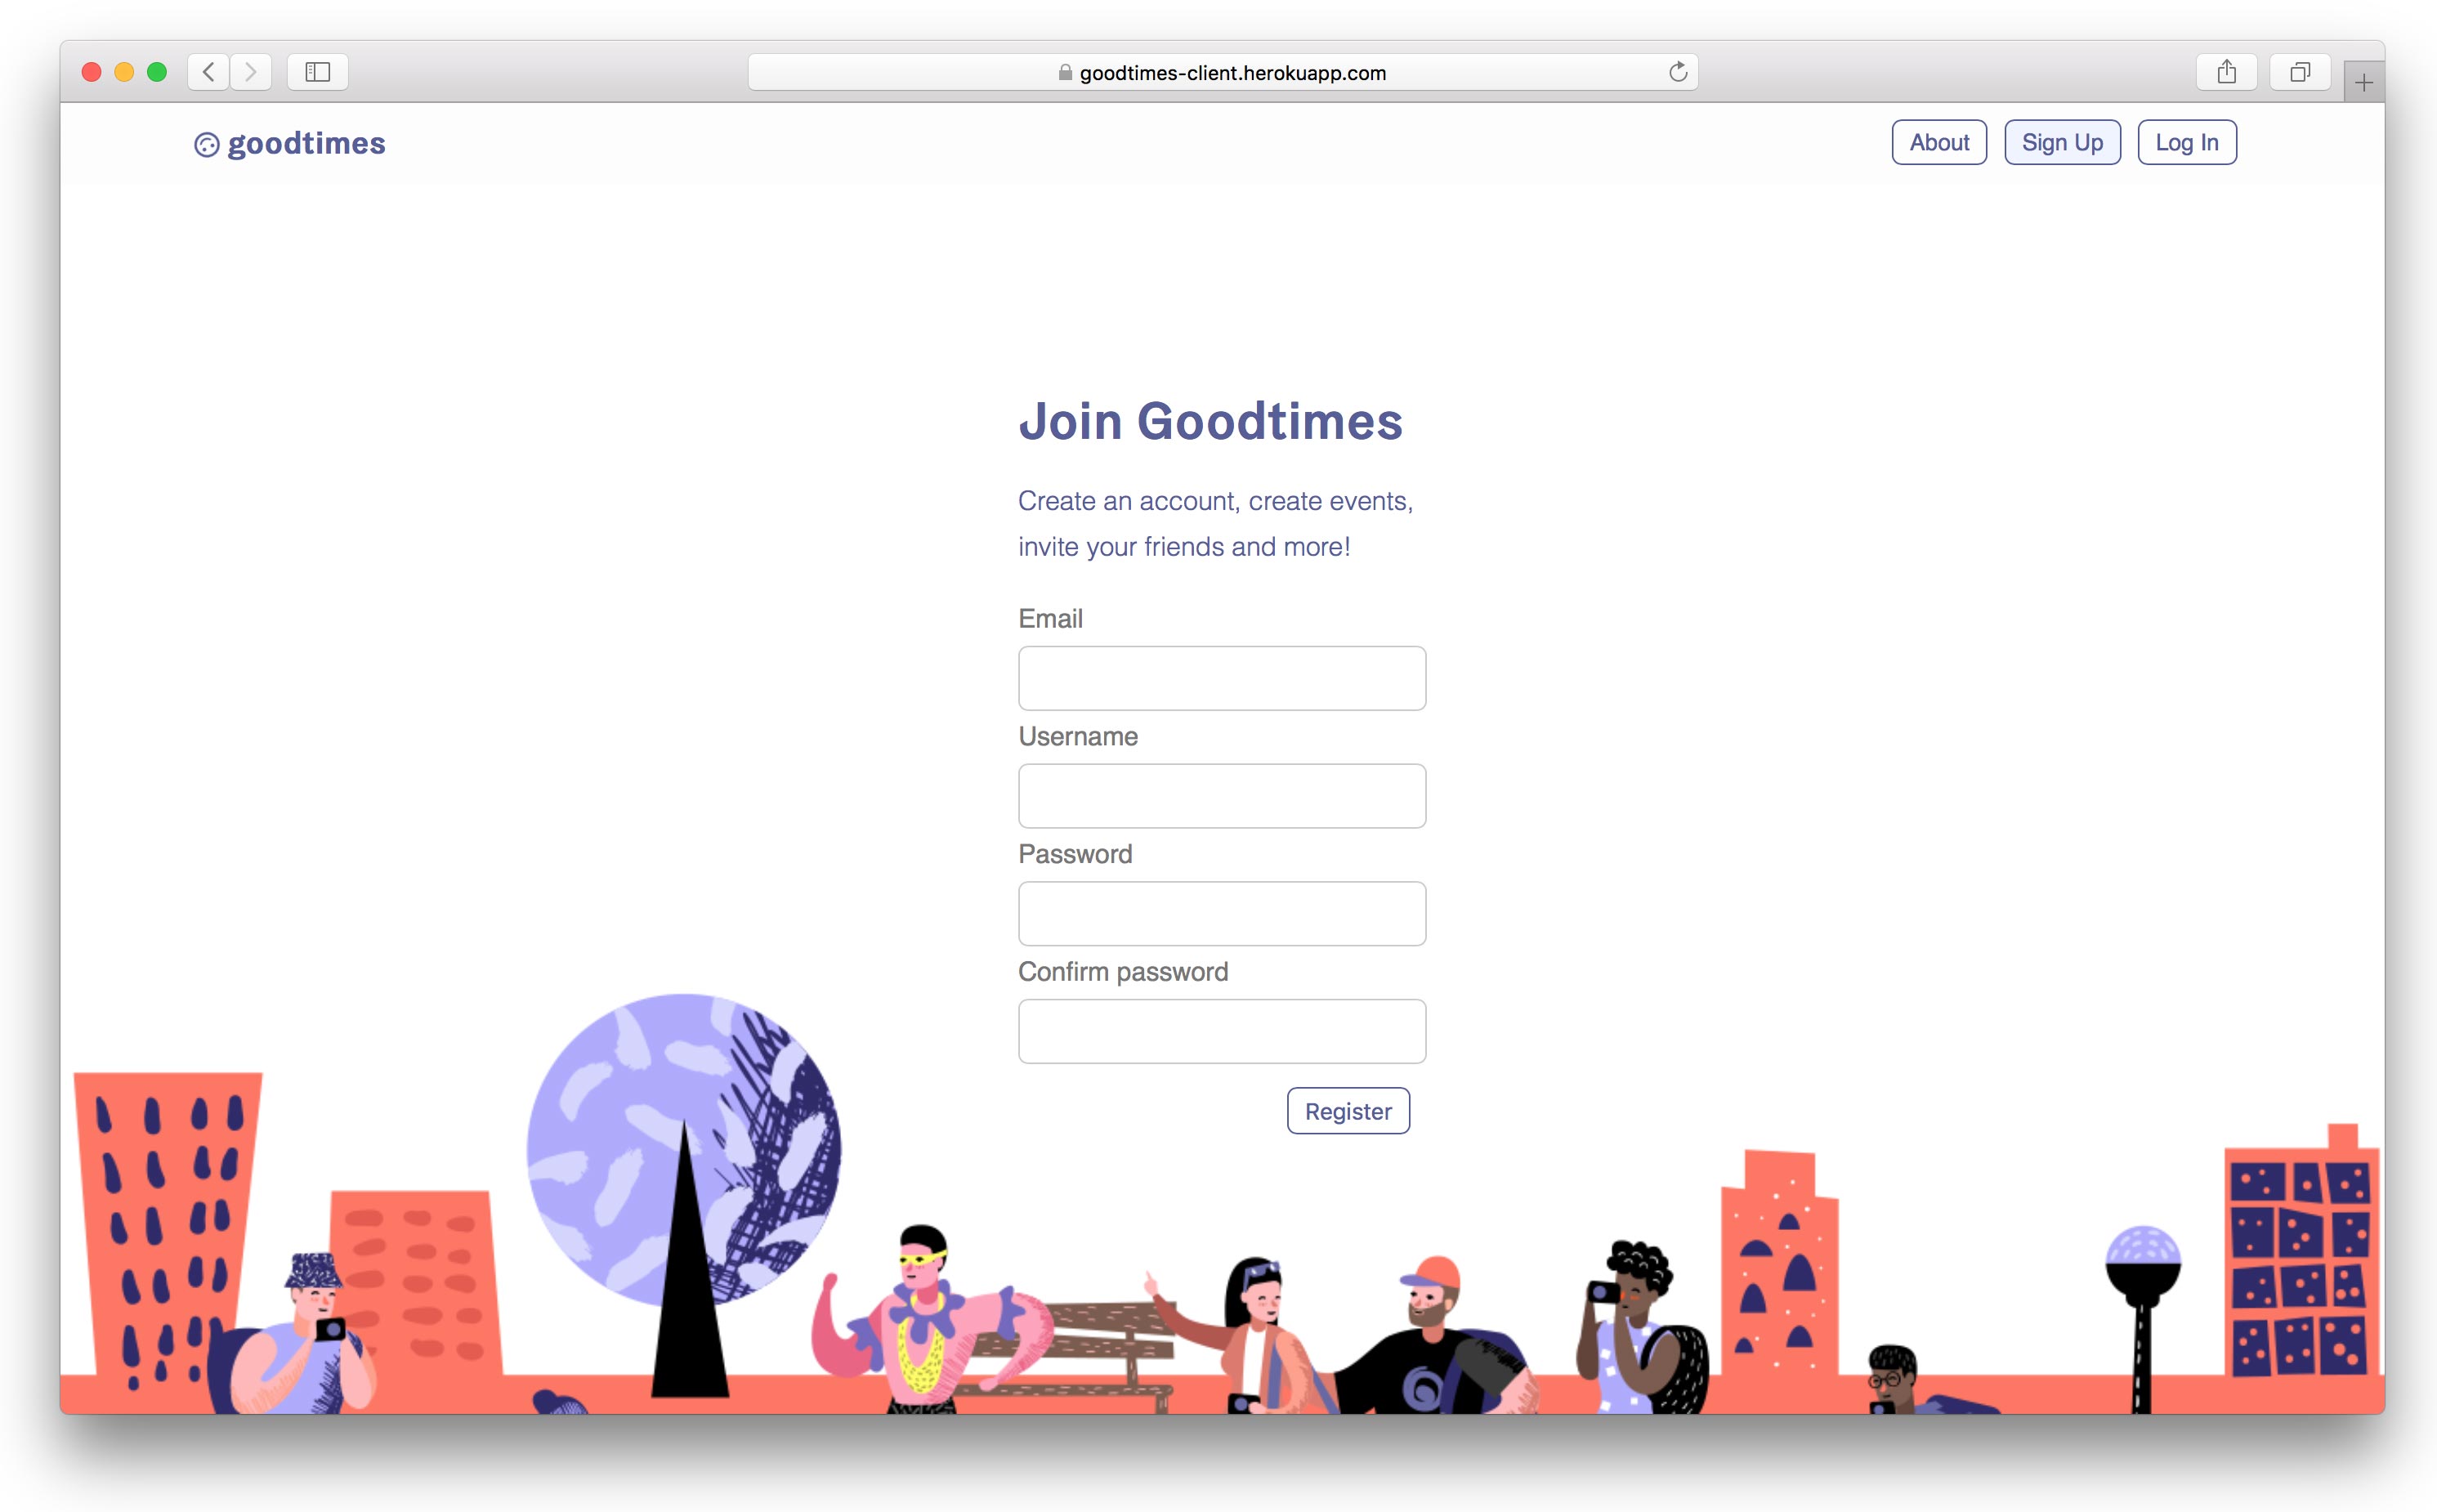 goodtimes-client.herokuapp.com
goodtimes
About
Sign Up
Log In
Join Goodtimes
Create an account, create events,
invite your friends and more!
Email
Username
Password
Confirm password
Register